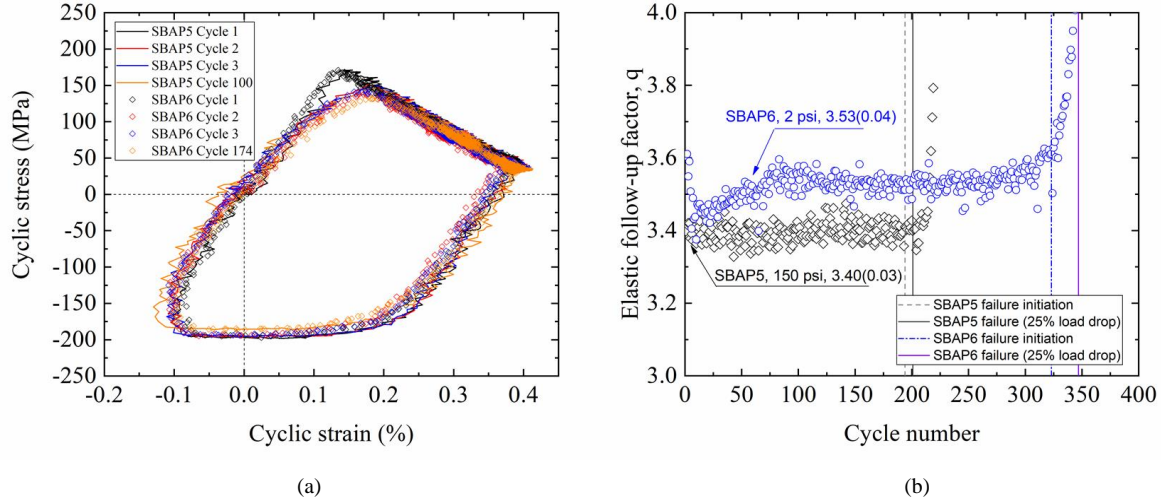 250
200
150
100
50
0
-50
-100
-150
-200
-250
Cyclic stress (MPa)
SBAP5 Cycle 1
SBAP5 Cycle 2
SBAP5 Cycle 3
SBAP5 Cycle 100
SBAP6 Cycle 1
SBAP6 Cycle 2
SBAP6 Cycle 3
SBAP6 Cycle 174
-0.2 -0.1 0.0 0.1 0.2 0.3 0.4 0.5
Cyclic strain (%)
(a)
4.0
3.8
3.6
3.4
3.2
3.0
Elastic follow-up factor, q
SBAP6, 2 psi, 3.53(0.04)
SBAP5, 150 psi, 3.40(0.03)
SBAP5 failure initiation
SBAP5 failure (25% load drop)
SBAP6 failure initiation
SBAP6 failure (25% load drop)
0 50 100 150 200 250 300 350 400
Cycle number
(b)